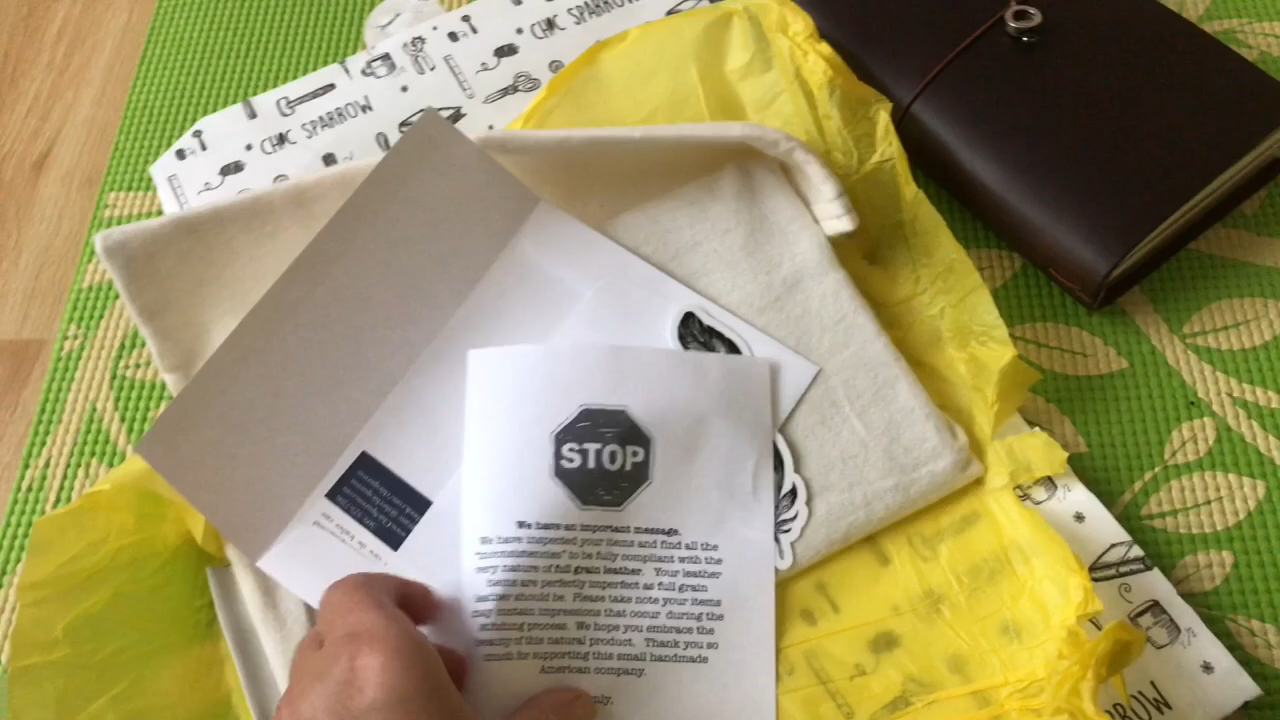 CHIC SPARROW
CHIC SPARROW
STOP
We have an important message.
We have inspected your items and find all the
"inconsistencies" to be fully compliant with the
very nature of full grain leather. Your leather
items are perfectly imperfect as full grain
leather should be. Please take note your items
may contain impressions that occur during the
finishing process. We hope you embrace the
beauty of this natural product. Thank you so
much for supporting this small handmade
American company.